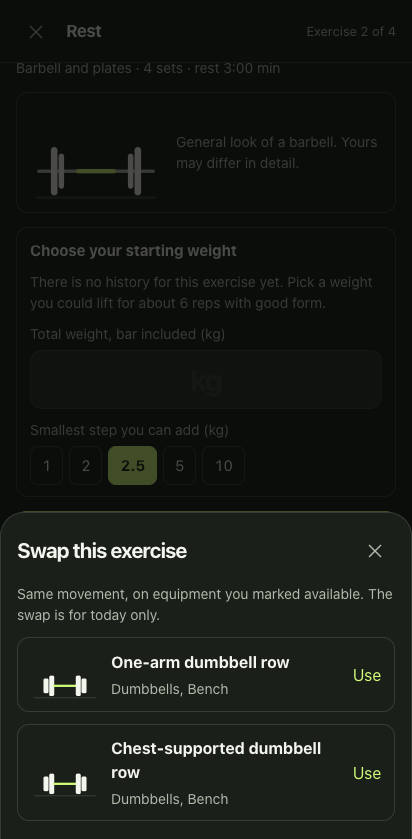 Rest
Exercise 2 of 4
Barbell and plates · 4 sets · rest 3:00 min
General look of a barbell. Yours
may differ in detail.
Choose your starting weight
There is no history for this exercise yet. Pick a weight
you could lift for about 6 reps with good form.
Total weight, bar included (kg)
kg
Smallest step you can add (kg)
1 2 2.5 5 10
Swap this exercise
Same movement, on equipment you marked available. The
swap is for today only.
One-arm dumbbell row
Dumbbells, Bench
Use
Chest-supported dumbbell
row
Dumbbells, Bench
Use